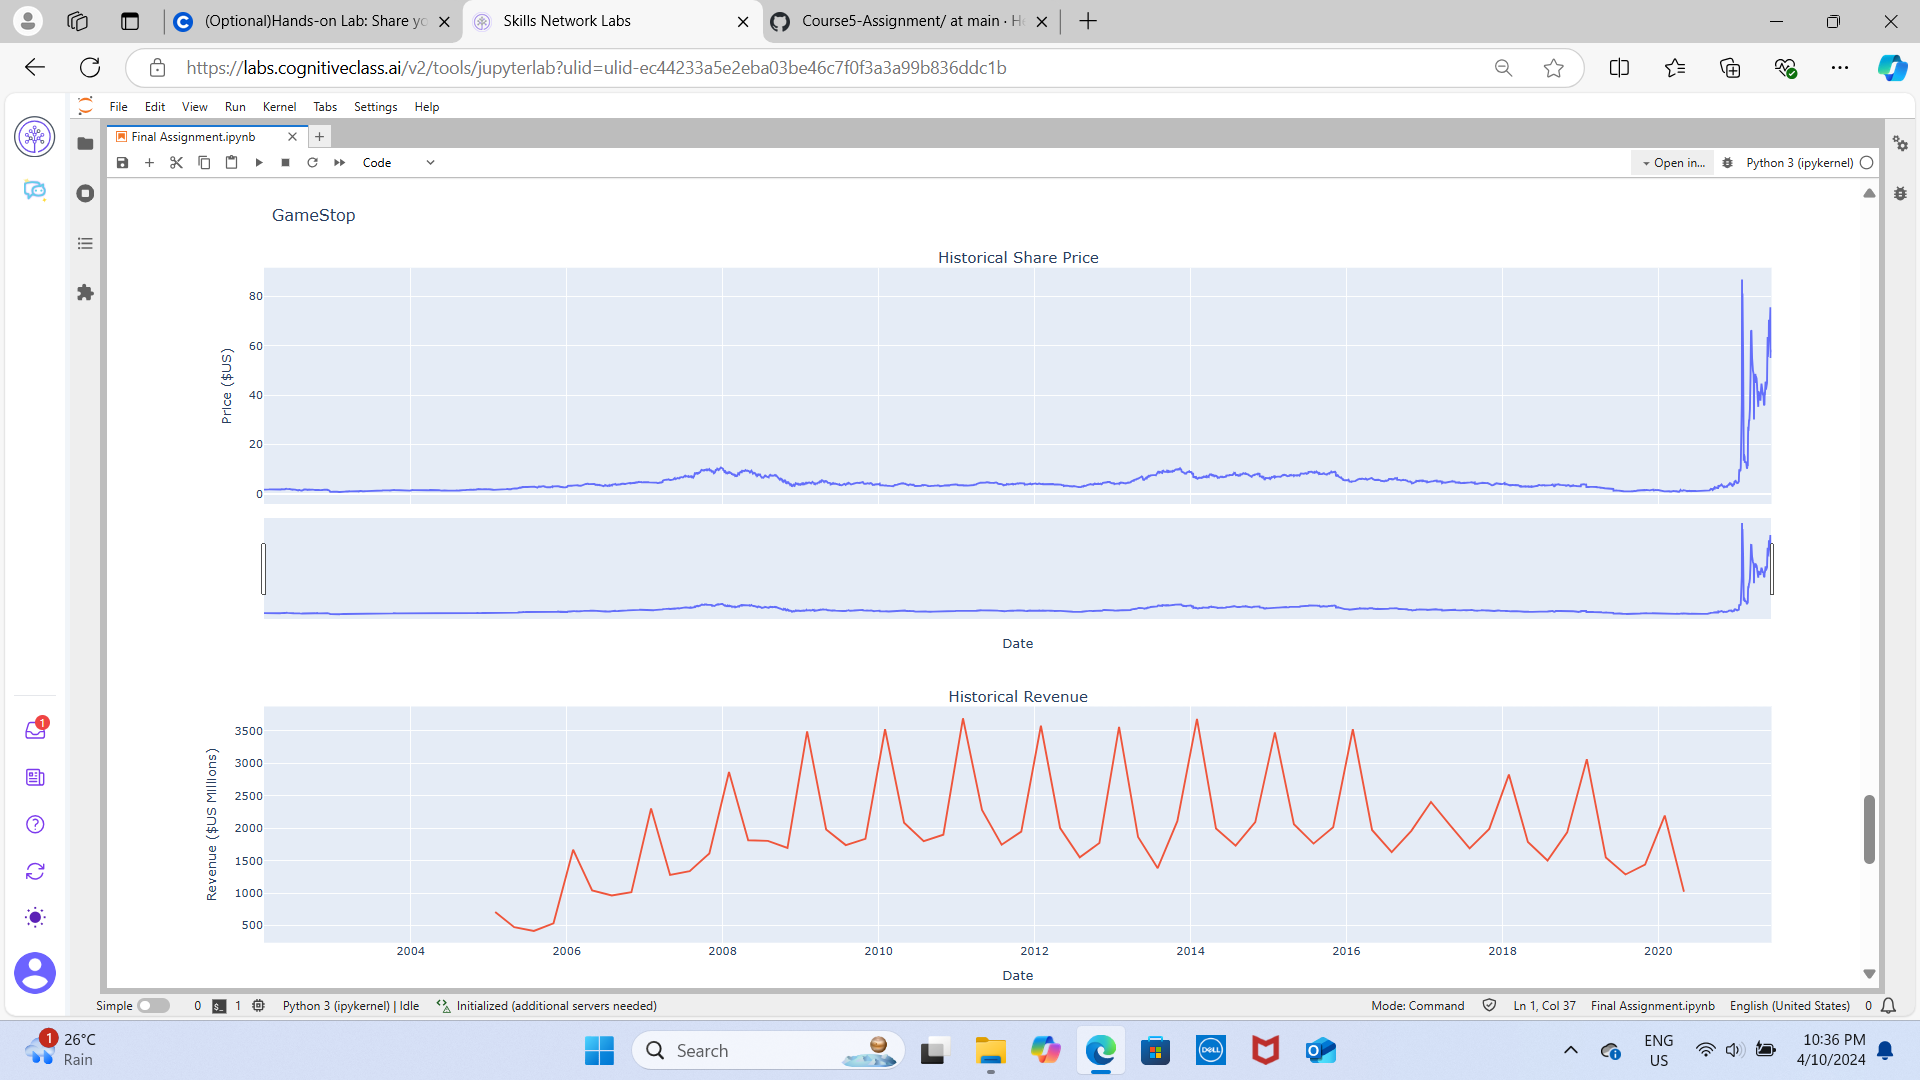 (Optional)Hands-on Lab: Share yo
Skills Network Labs
Course5-Assignment/ at main · He
https://labs.cognitiveclass.ai/v2/tools/jupyterlab?ulid=ulid-ec44233a5e2eba03be46c7f0f3a3a99b836ddc1b
File Edit View Run Kernel Tabs Settings Help
Final Assignment.ipynb
Code
Open in...
Python 3 (ipykernel)
GameStop
Historical Share Price
80
60
40
20
0
Price ($US)
Date
Historical Revenue
3500
3000
2500
2000
1500
1000
500
Revenue ($US Millions)
2004 2006 2008 2010 2012 2014 2016 2018 2020
Date
1
Simple 0 1 Python 3 (ipykernel) | Idle Initialized (additional servers needed) Mode: Command Ln 1, Col 37 Final Assignment.ipynb English (United States) 0
1
26°C
Rain
Search
DELL
ENG
US
10:36 PM
4/10/2024